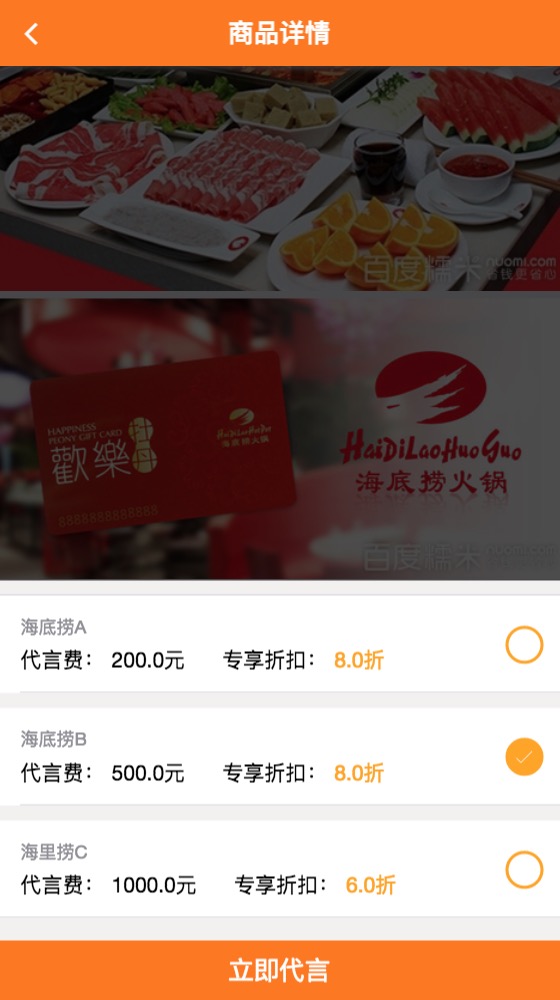 商品详情
百度糯米 nuomi.com
省钱更省心
HAPPINESS
PEONY GIFT CARD
歡樂
HaiDiLaoHuoGuo
海底捞火锅
HaiDiLaoHuoGuo
海底捞火锅
百度糯米 nuomi.com
海底捞A
代言费： 200.0元 专享折扣： 8.0折
海底捞B
代言费： 500.0元 专享折扣： 8.0折
海里捞C
代言费： 1000.0元 专享折扣： 6.0折
立即代言